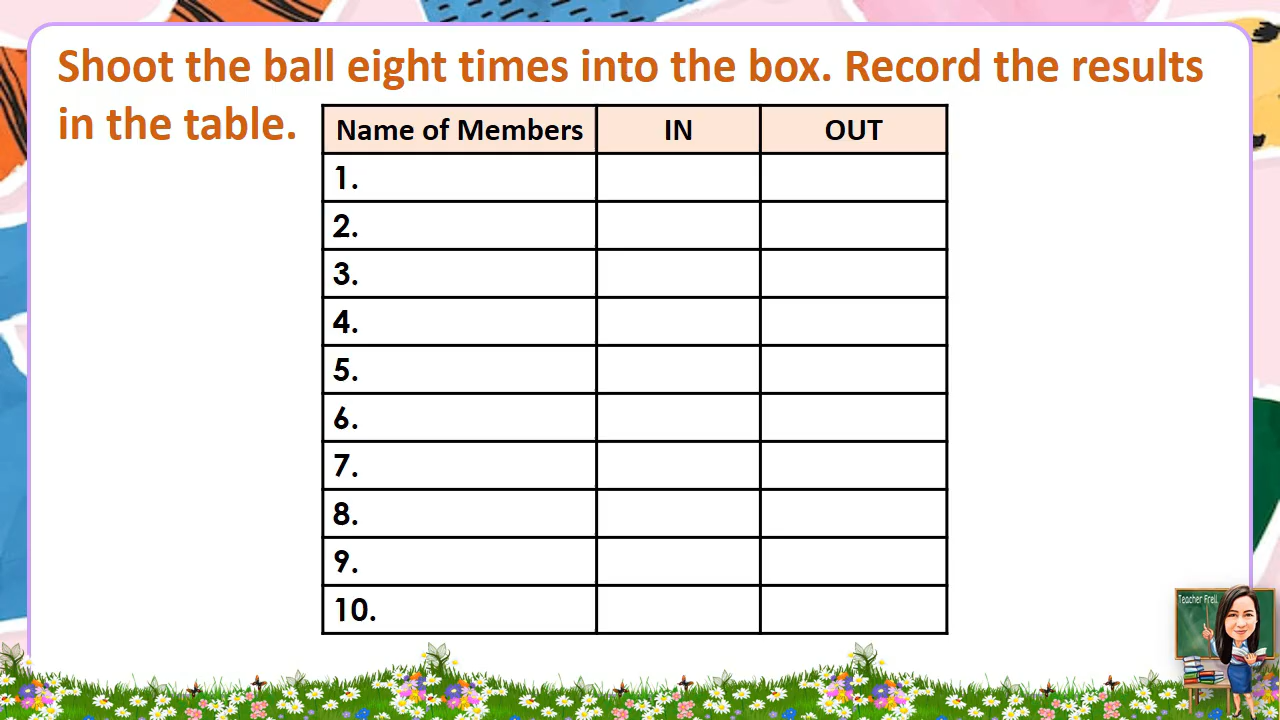 Shoot the ball eight times into the box. Record the results
in the table.
Name of Members IN OUT
1.
2.
3.
4.
5.
6.
7.
8.
9.
10.
Teacher Frell